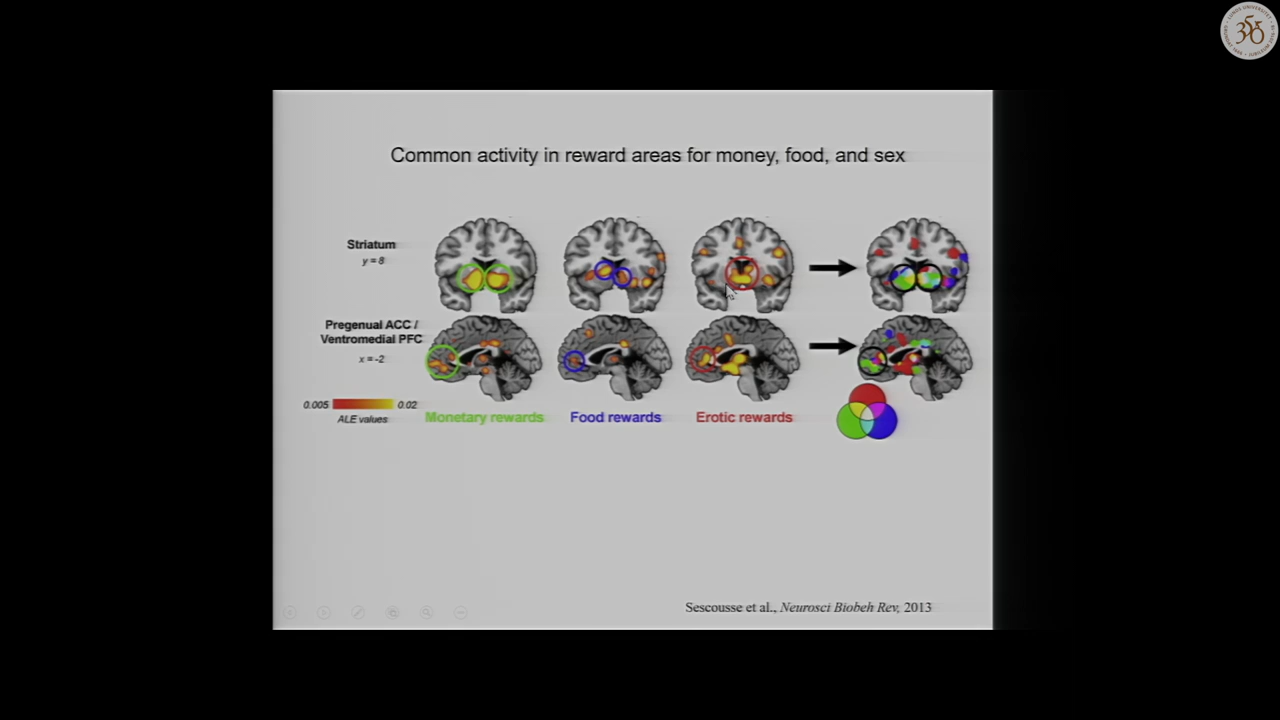 Common activity in reward areas for money, food, and sex
Striatum
y = 8
Pregenual ACC /
Ventromedial PFC
x = -2
0.005 0.02
ALE values
Monetary rewards Food rewards Erotic rewards
Sescousse et al., Neurosci Biobeh Rev, 2013